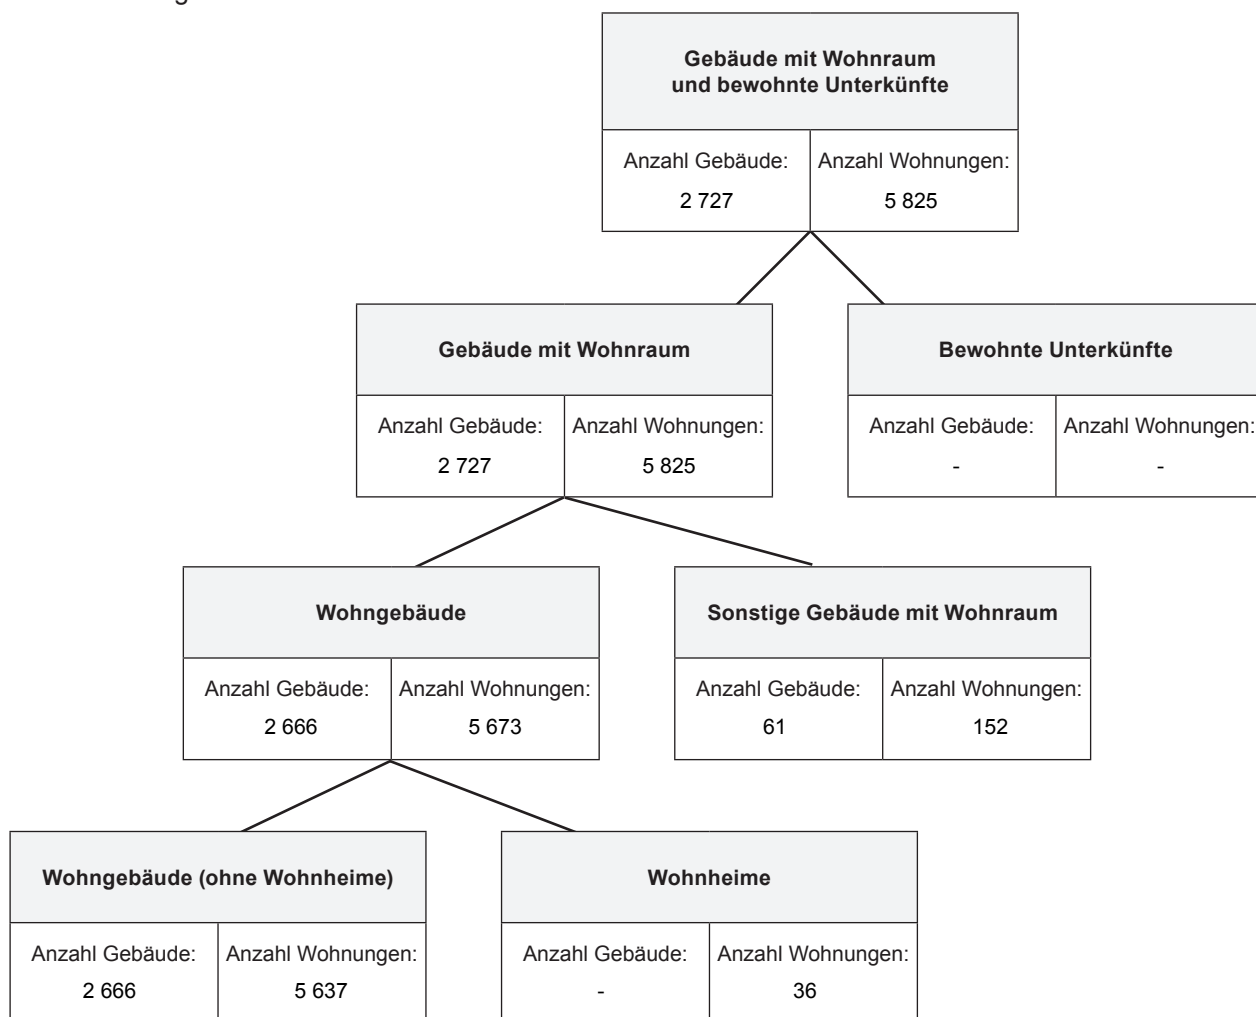 Gebäude mit Wohnraum
und bewohnte Unterkünfte
Anzahl Gebäude: Anzahl Wohnungen:
2 727 5 825
Gebäude mit Wohnraum
Anzahl Gebäude: Anzahl Wohnungen:
2 727 5 825
Bewohnte Unterkünfte
Anzahl Gebäude: Anzahl Wohnungen:
- -
Wohngebäude
Anzahl Gebäude: Anzahl Wohnungen:
2 666 5 673
Sonstige Gebäude mit Wohnraum
Anzahl Gebäude: Anzahl Wohnungen:
61 152
Wohngebäude (ohne Wohnheime)
Anzahl Gebäude: Anzahl Wohnungen:
2 666 5 637
Wohnheime
Anzahl Gebäude: Anzahl Wohnungen:
- 36